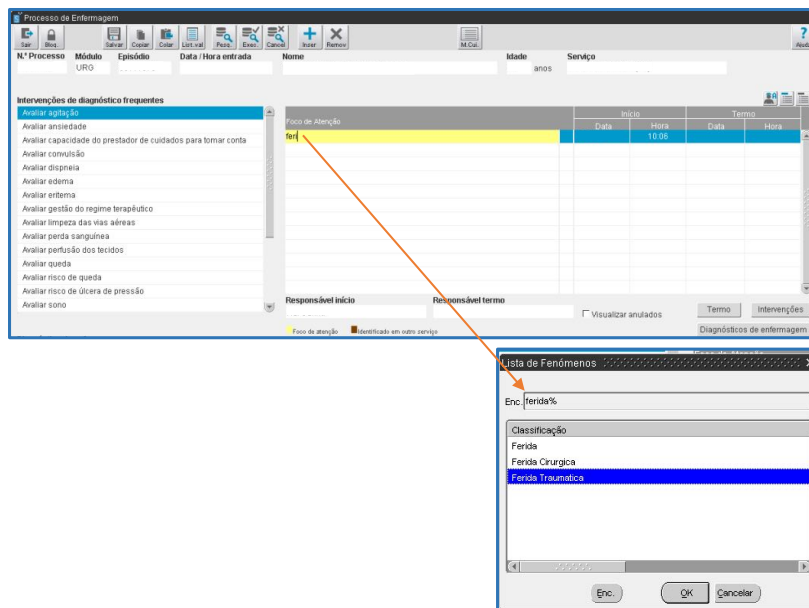 Processo de Enfermagem
Sair Bloq. Salvar Copiar Colar List.val Pesq. Exec. Cancel Inserir Remov M.Cui. Ajuda
N.º Processo Módulo Episódio Data / Hora entrada Nome Idade Serviço
URG anos
Intervenções de diagnóstico frequentes
Avaliar agitação
Avaliar ansiedade
Avaliar capacidade do prestador de cuidados para tomar conta
Avaliar convulsão
Avaliar dispneia
Avaliar edema
Avaliar eritema
Avaliar gestão do regime terapêutico
Avaliar limpeza das vias aéreas
Avaliar perda sanguínea
Avaliar perfusão dos tecidos
Avaliar queda
Avaliar risco de queda
Avaliar risco de úlcera de pressão
Avaliar sono
Início Termo
Foco de Atenção Data Hora Data Hora
feri 10:06
Responsável início Responsável termo
Visualizar anulados
Termo Intervenções
Foco de atenção Identificado em outro serviço
Diagnósticos de enfermagem
Lista de Fenómenos
Enc. ferida%
Classificação
Ferida
Ferida Cirurgica
Ferida Traumatica
Enc. OK Cancelar